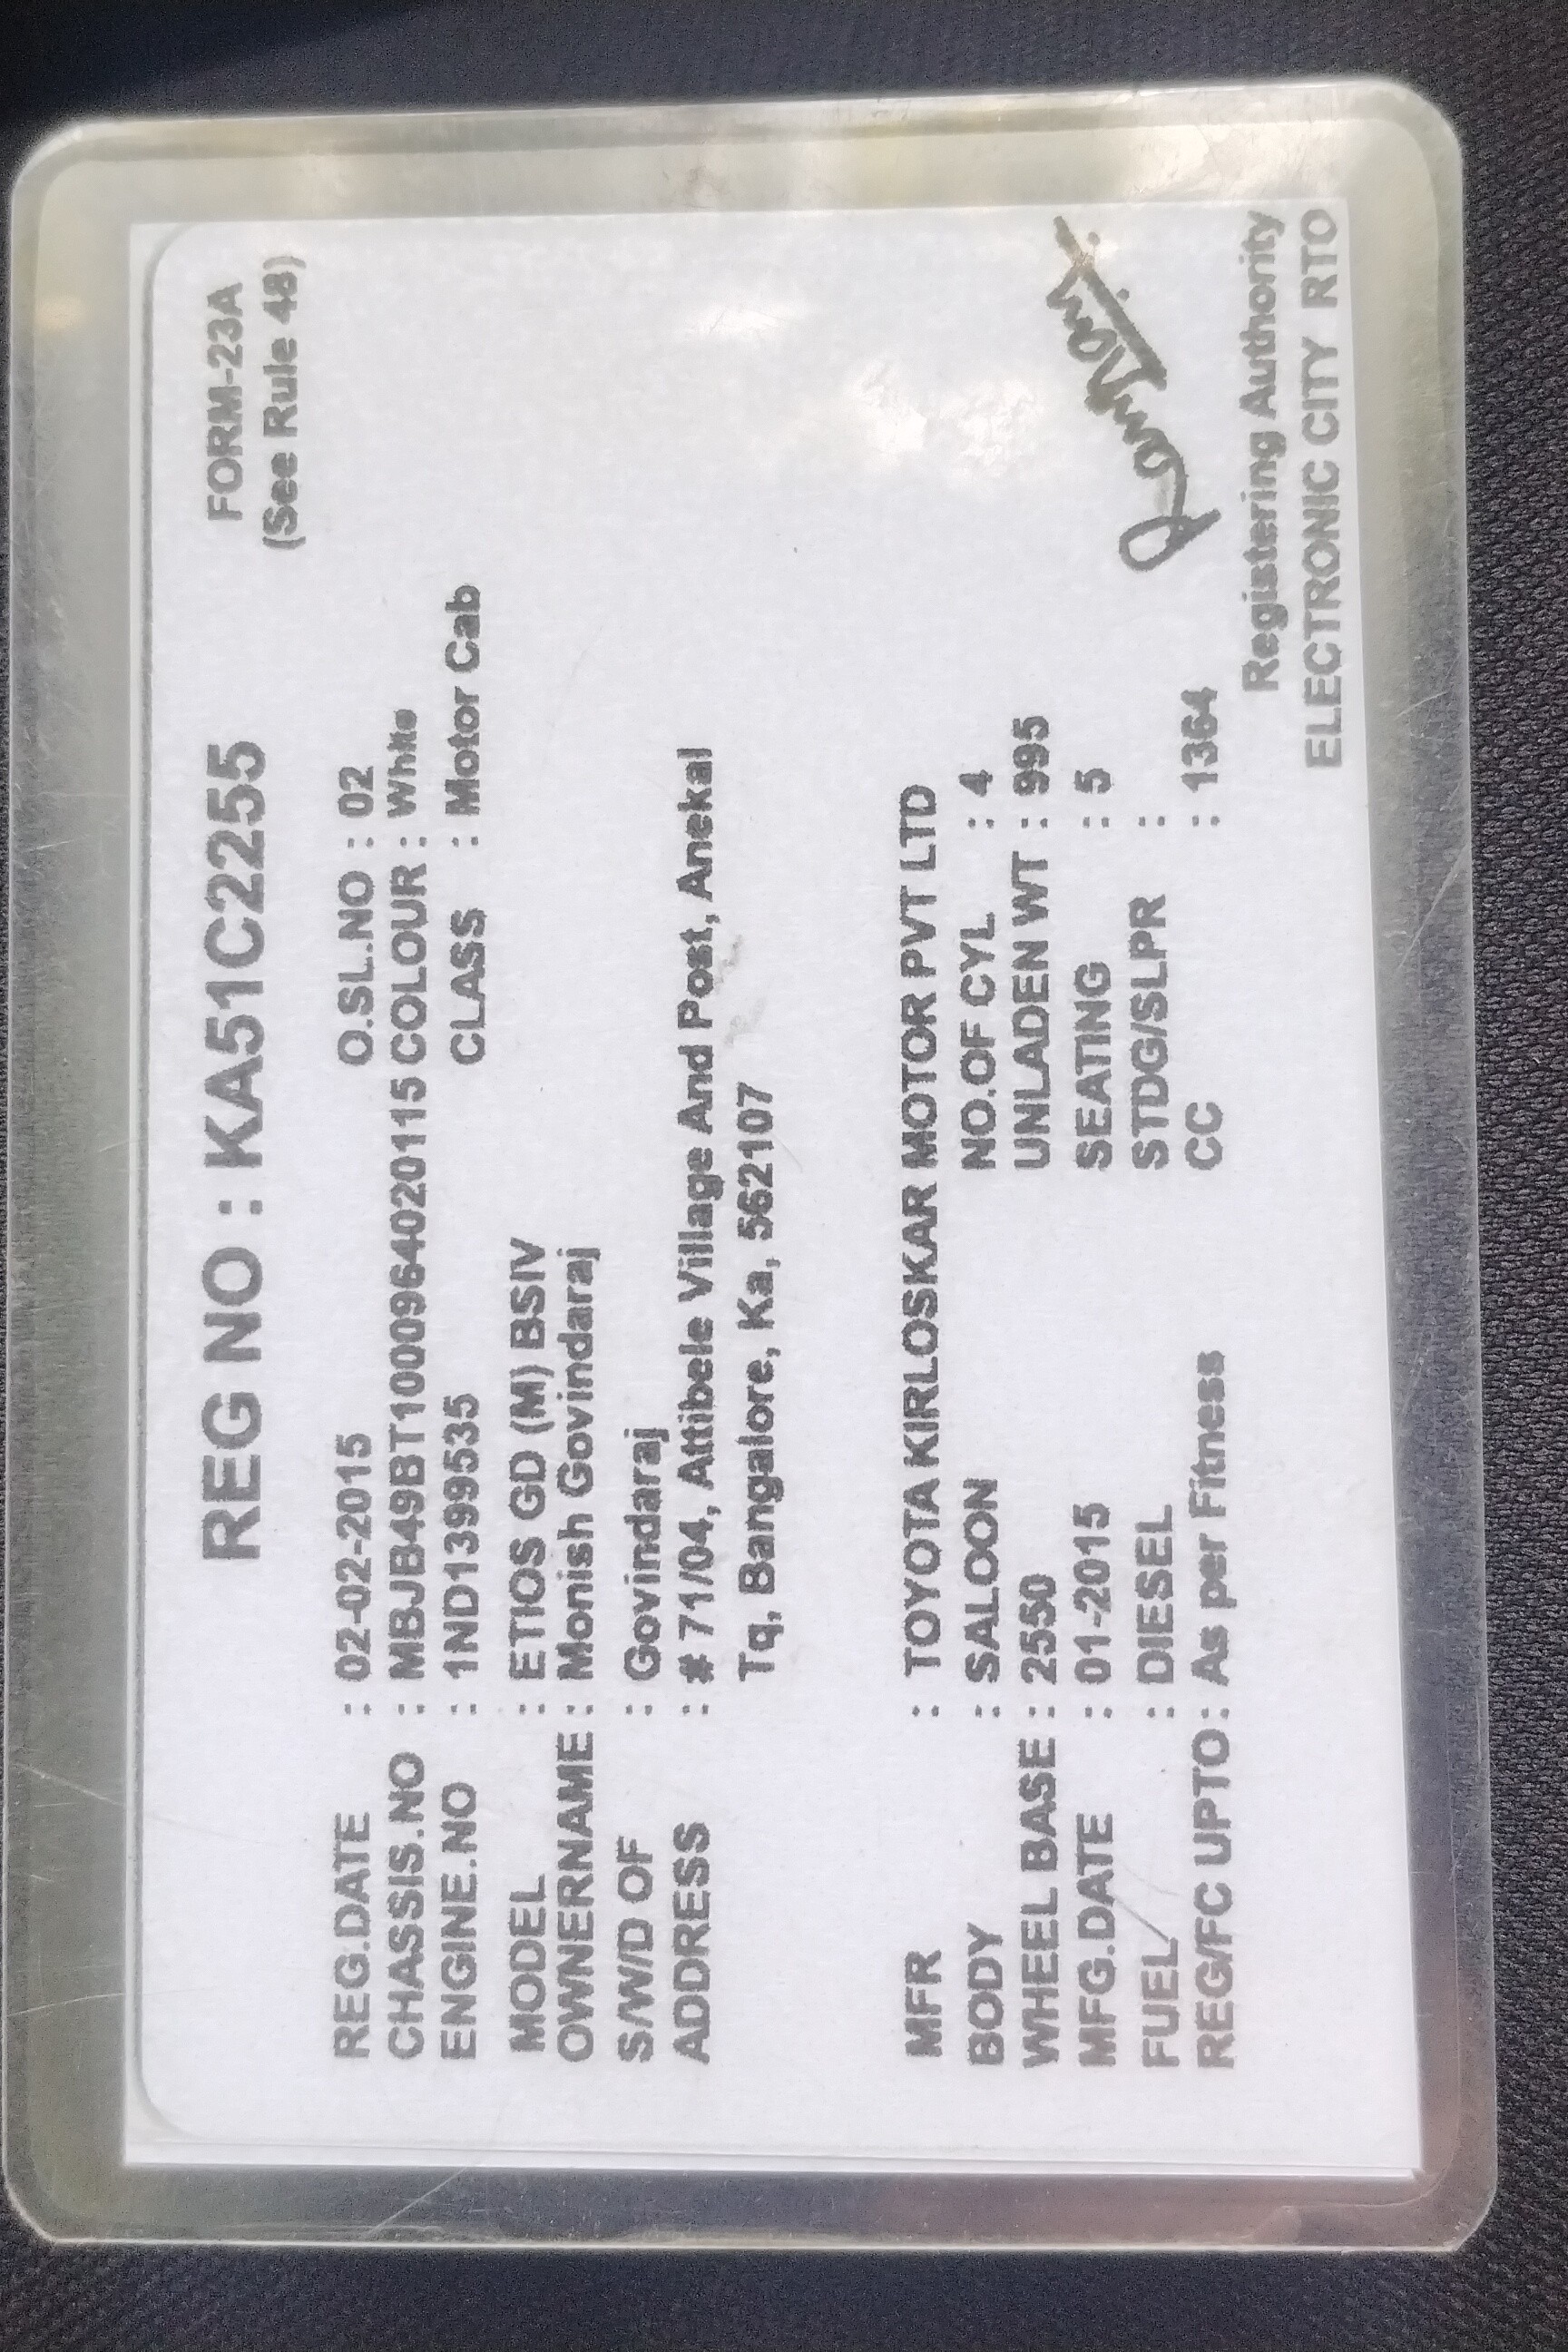 FORM-23A
(See Rule 48)
REG NO : KA51C2255
REG.DATE : 02-02-2015 O.SL.NO : 02
CHASSIS.NO : MBJB49BT100096402​0115 COLOUR : White
ENGINE.NO : 1ND1399535 CLASS : Motor Cab
MODEL : ETIOS GD (M) BSIV
OWNERNAME : Monish Govindaraj
S/W/D OF : Govindaraj
ADDRESS : # 71/04, Attibele Village And Post, Anekal
Tq, Bangalore, Ka, 562107
MFR : TOYOTA KIRLOSKAR MOTOR PVT LTD
BODY : SALOON NO.OF CYL : 4
WHEEL BASE : 2550 UNLADEN WT : 995
MFG.DATE : 01-2015 SEATING : 5
FUEL : DIESEL STDG/SLPR :
REG/FC UPTO : As per Fitness CC : 1364
Registering Authority
ELECTRONIC CITY RTO